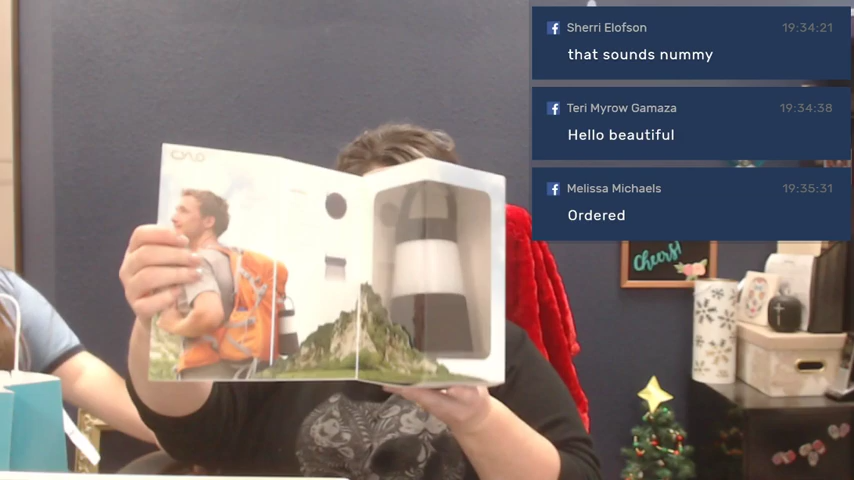 Sherri Elofson
19:34:21
that sounds nummy
Teri Myrow Gamaza
19:34:38
Hello beautiful
Melissa Michaels
19:35:31
Ordered
Cheers!